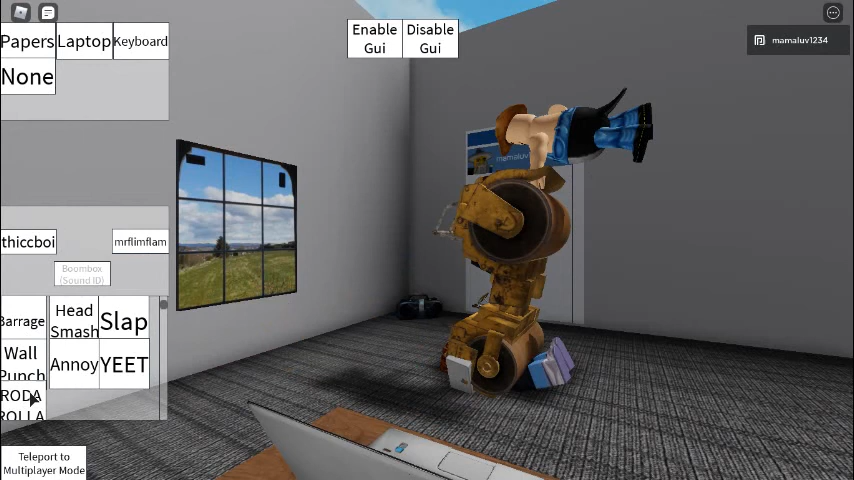 Enable Gui
Disable Gui
mamaluv1234
Papers
Laptop
Keyboard
None
mamaluv
thiccboi
mrflimflam
Boombox
(Sound ID)
Barrage
Head
Smash
Slap
Wall
Punch
Annoy
YEET
RODA
ROLLA
Teleport to
Multiplayer Mode